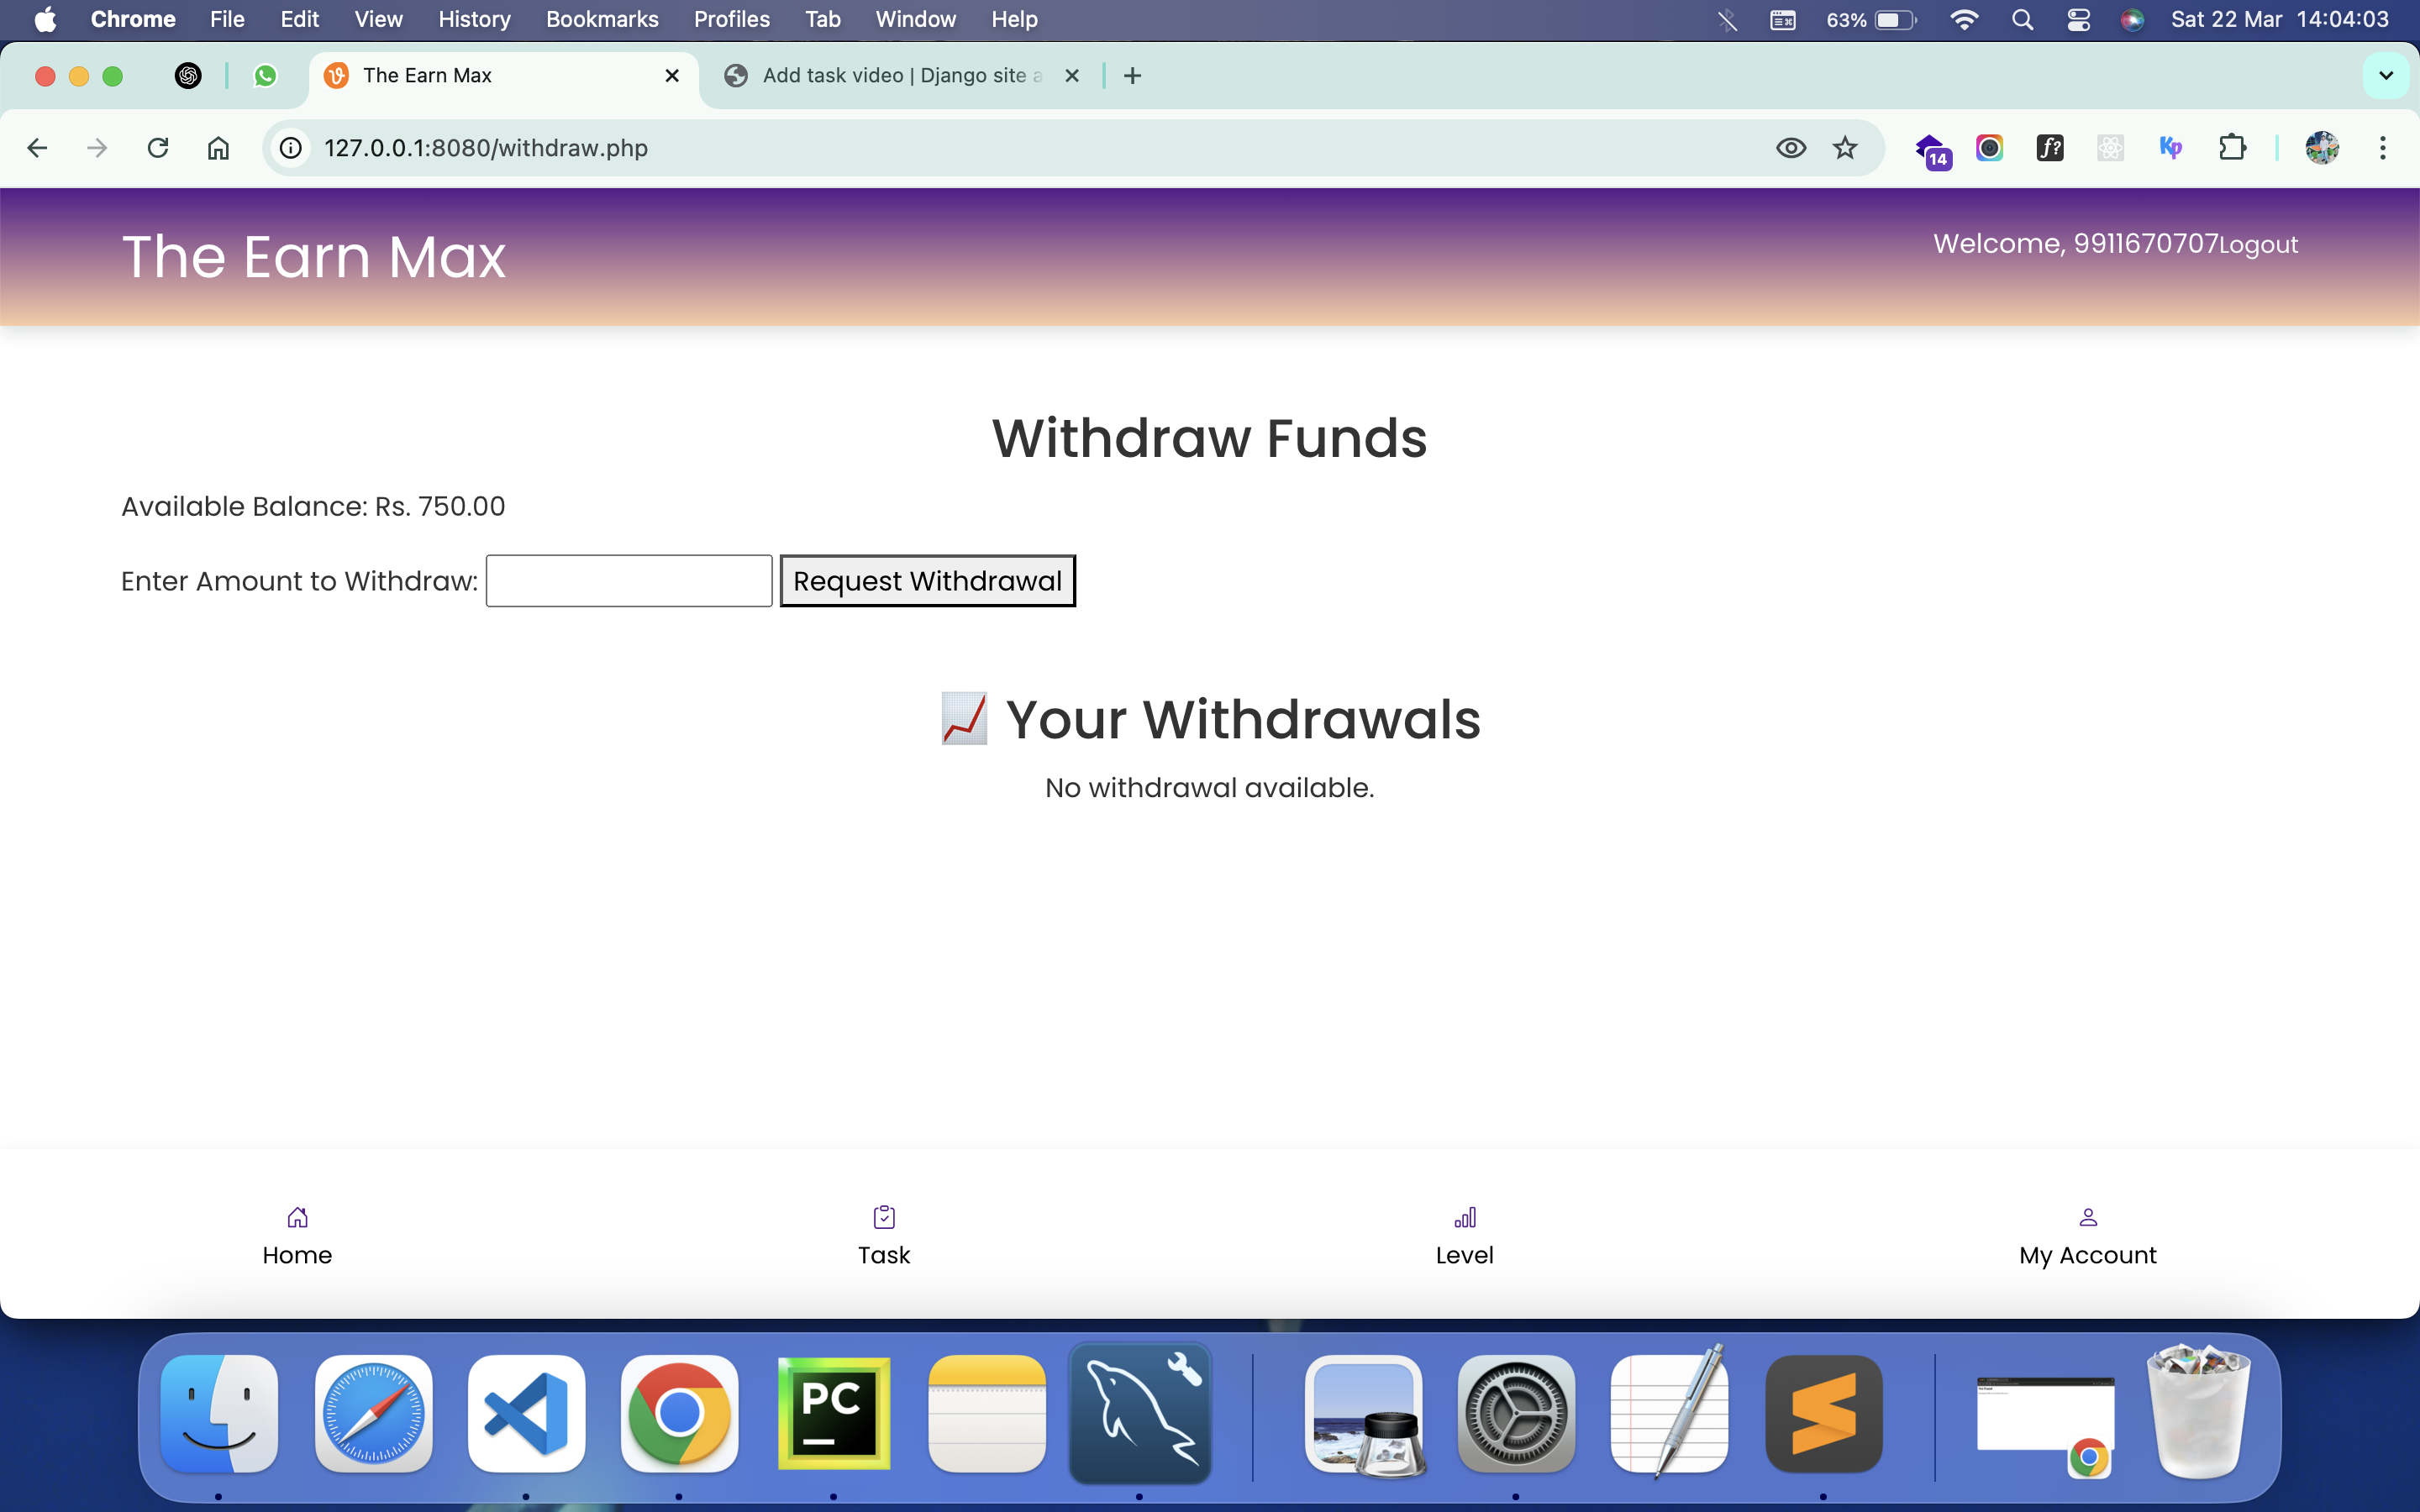 Chrome File Edit View History Bookmarks Profiles Tab Window Help 63% Sat 22 Mar 14:04:03
The Earn Max Add task video | Django site a
127.0.0.1:8080/withdraw.php 14 f? Kp
The Earn Max
Welcome, 9911670707Logout
Withdraw Funds
Available Balance: Rs. 750.00
Enter Amount to Withdraw: Request Withdrawal
📈 Your Withdrawals
No withdrawal available.
Home Task Level My Account
PC